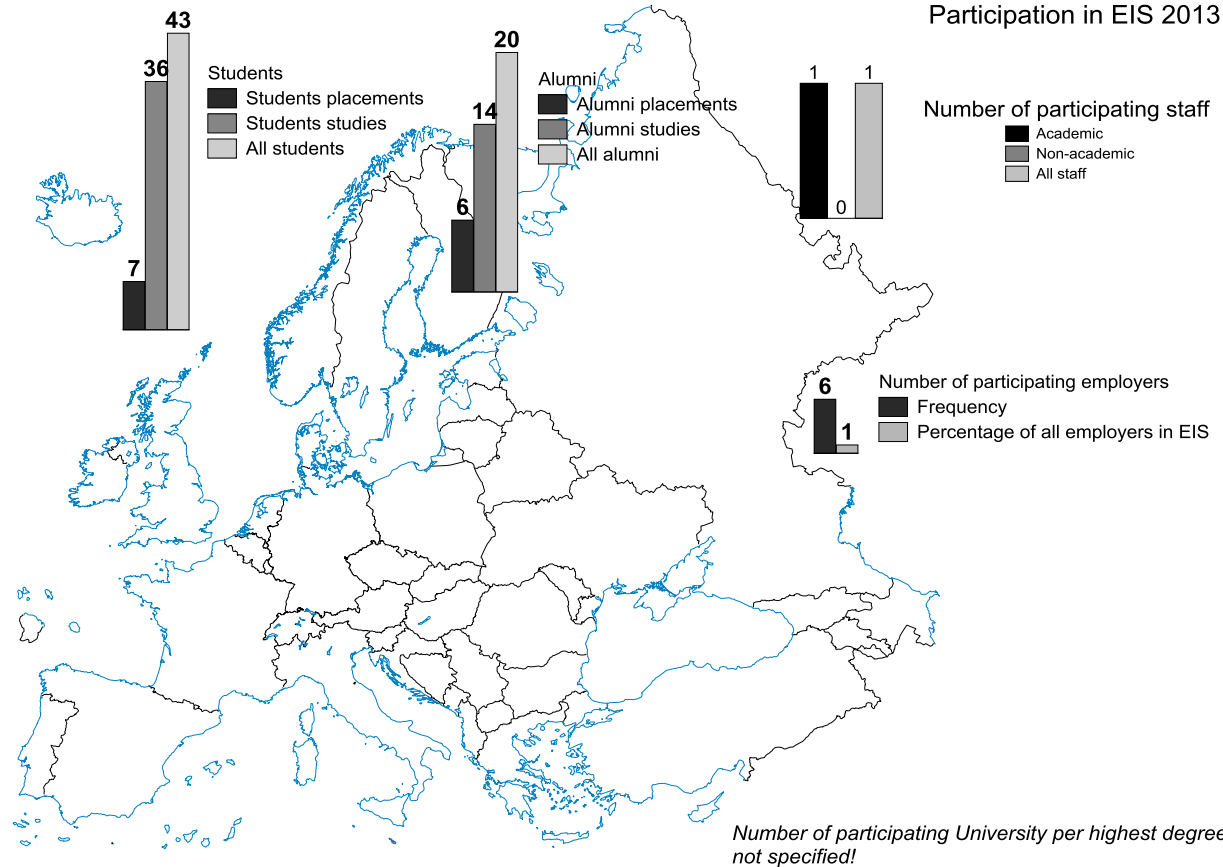 Participation in EIS 2013
43
36
7
Students
Students placements
Students studies
All students
20
14
6
Alumni
Alumni placements
Alumni studies
All alumni
1
0
1
Number of participating staff
Academic
Non-academic
All staff
6
1
Number of participating employers
Frequency
Percentage of all employers in EIS
Number of participating University per highest degree
not specified!